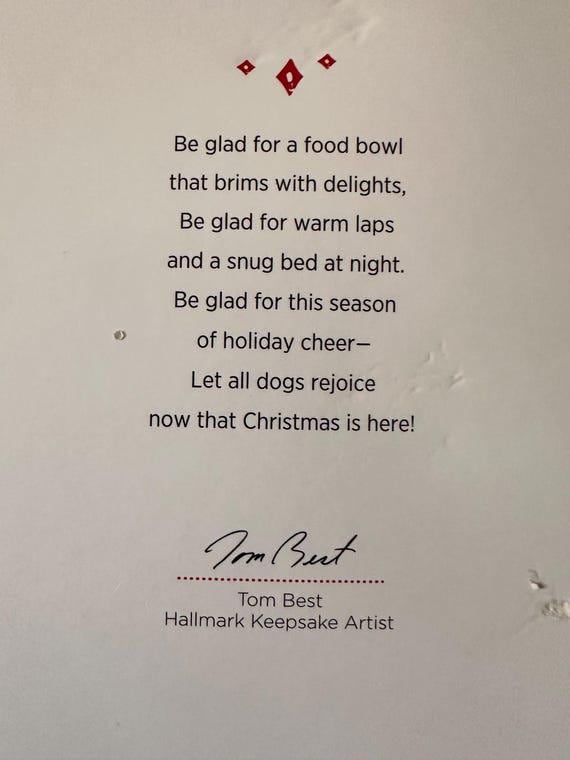 Be glad for a food bowl
that brims with delights,
Be glad for warm laps
and a snug bed at night.
Be glad for this season
of holiday cheer—
Let all dogs rejoice
now that Christmas is here!
Tom Best
Tom Best
Hallmark Keepsake Artist